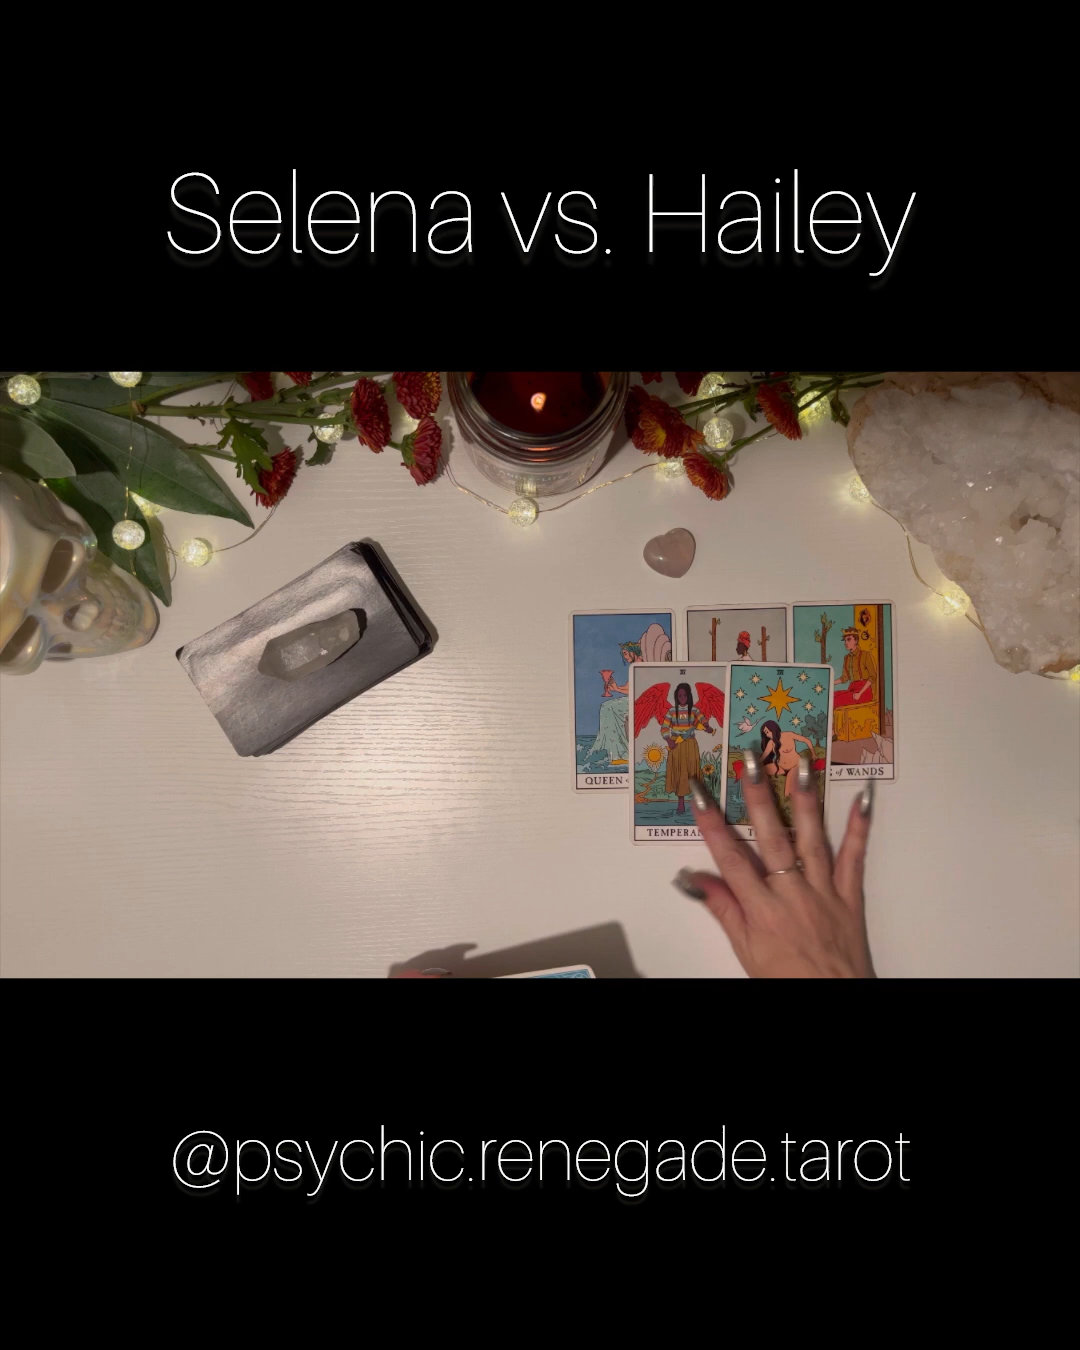 Selena vs. Hailey
QUEEN
of WANDS
TEMPERA
T
@psychic.renegade.tarot